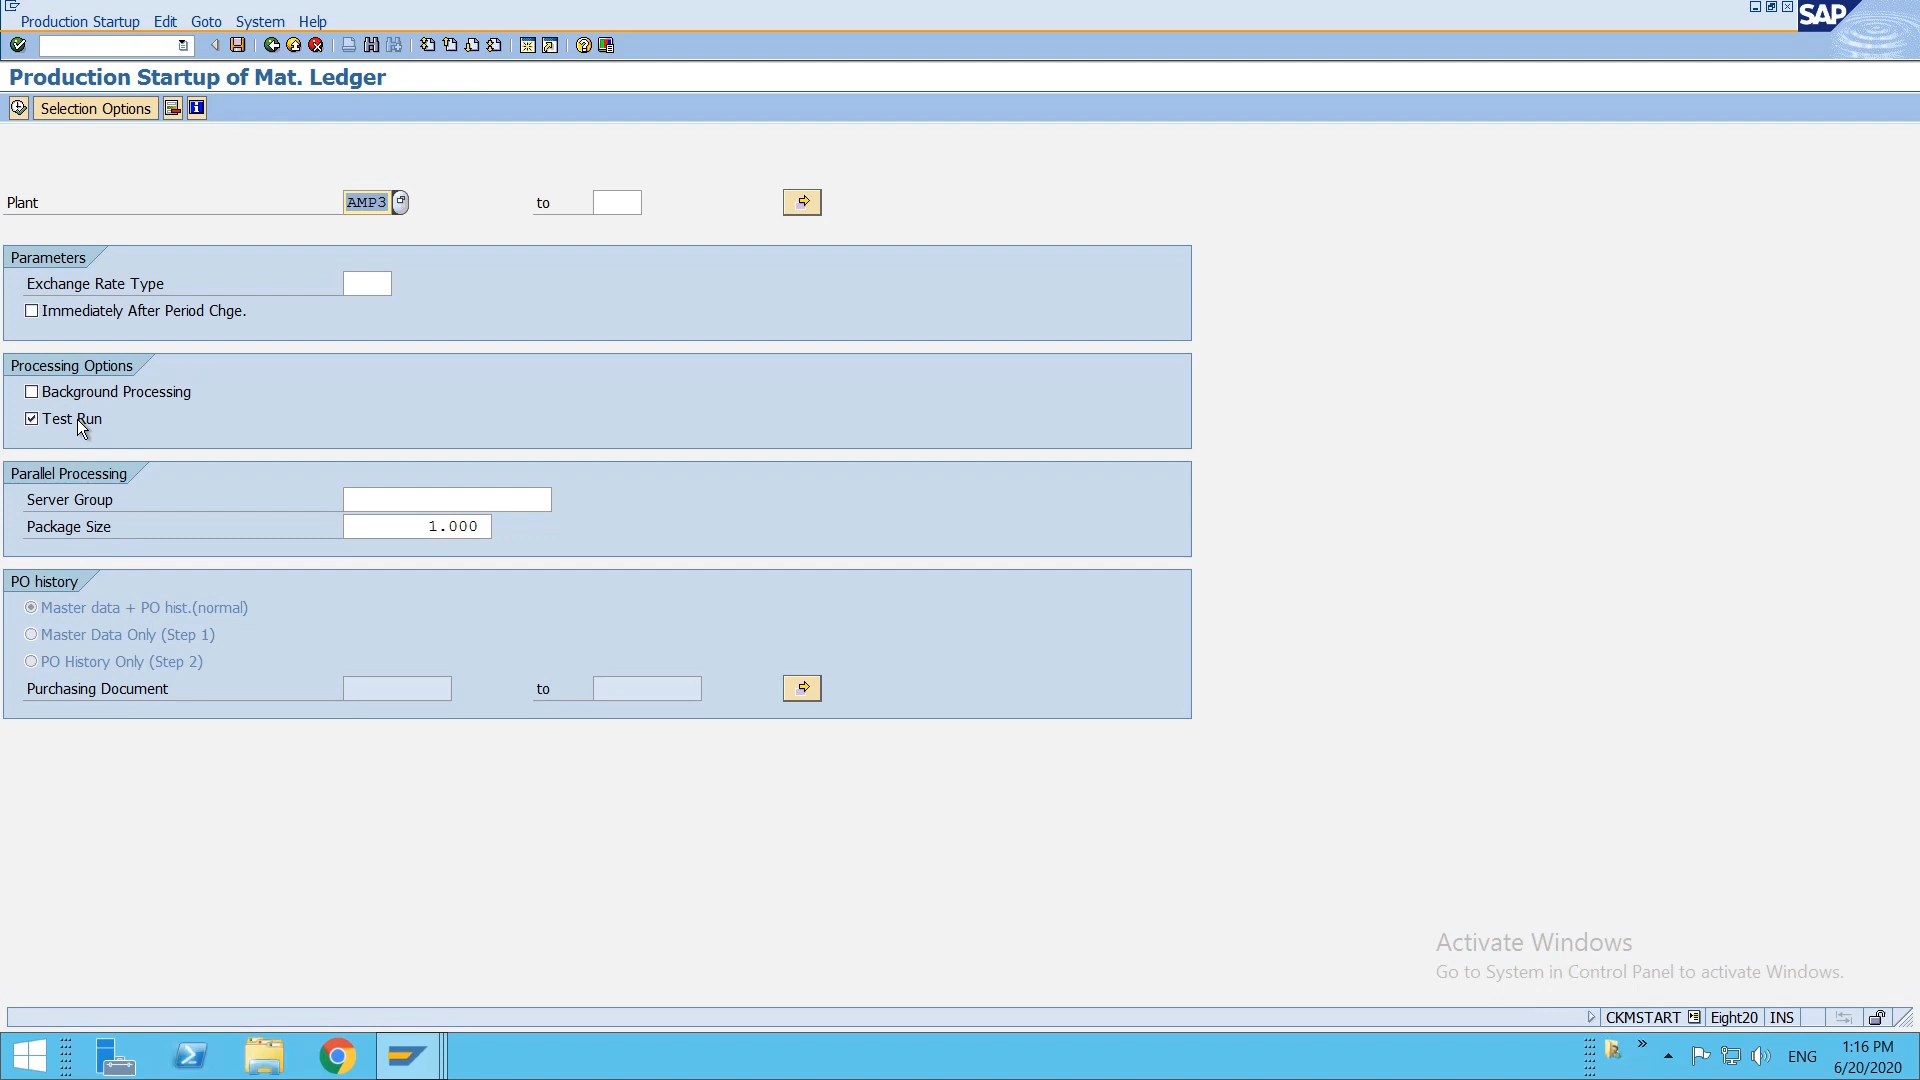 Production Startup Edit Goto System Help
SAP
Production Startup of Mat. Ledger
Selection Options
Plant AMP3 to
Parameters
Exchange Rate Type
Immediately After Period Chge.
Processing Options
Background Processing
Test Run
Parallel Processing
Server Group
Package Size 1.000
PO history
Master data + PO hist.(normal)
Master Data Only (Step 1)
PO History Only (Step 2)
Purchasing Document to
Activate Windows
Go to System in Control Panel to activate Windows.
CKMSTART Eight20 INS
ENG 1:16 PM
6/20/2020